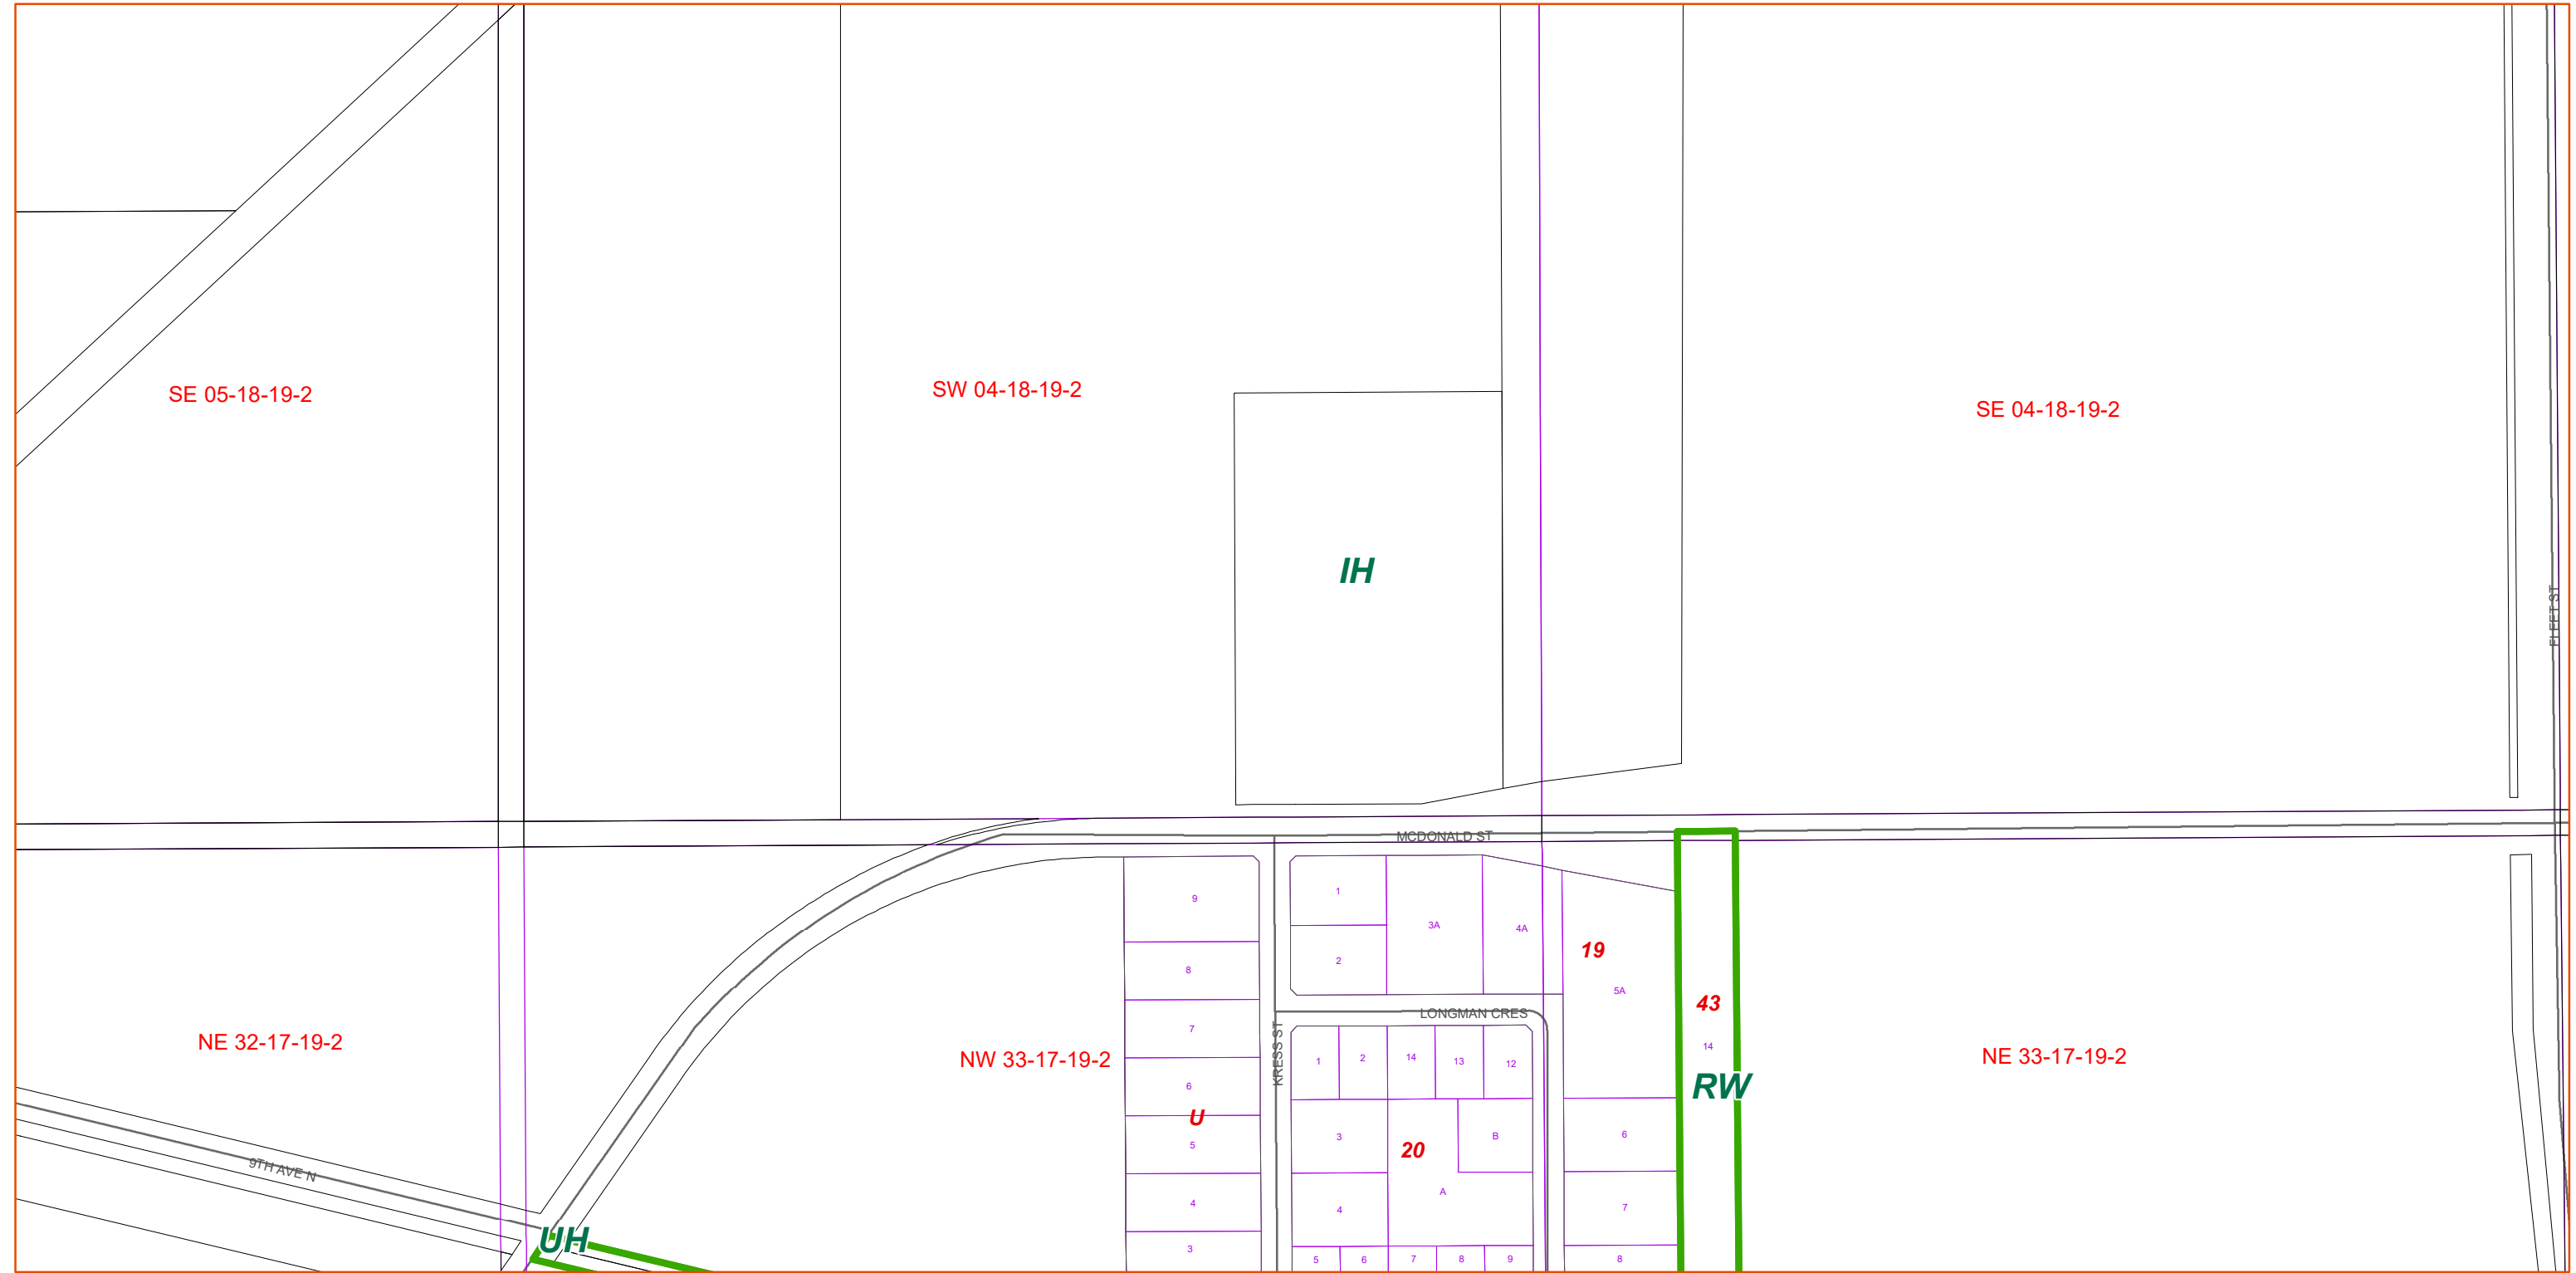 SE 05-18-19-2
SW 04-18-19-2
SE 04-18-19-2
IH
FLEET ST
MCDONALD ST
9
1
3A
4A
19
8
2
5A
43
LONGMAN CRES
7
KRESS ST
NE 32-17-19-2
NW 33-17-19-2
1
2
14
13
12
14
NE 33-17-19-2
6
RW
U
5
3
20
B
6
9TH AVE N
4
4
A
7
UH
3
5
6
7
8
9
8